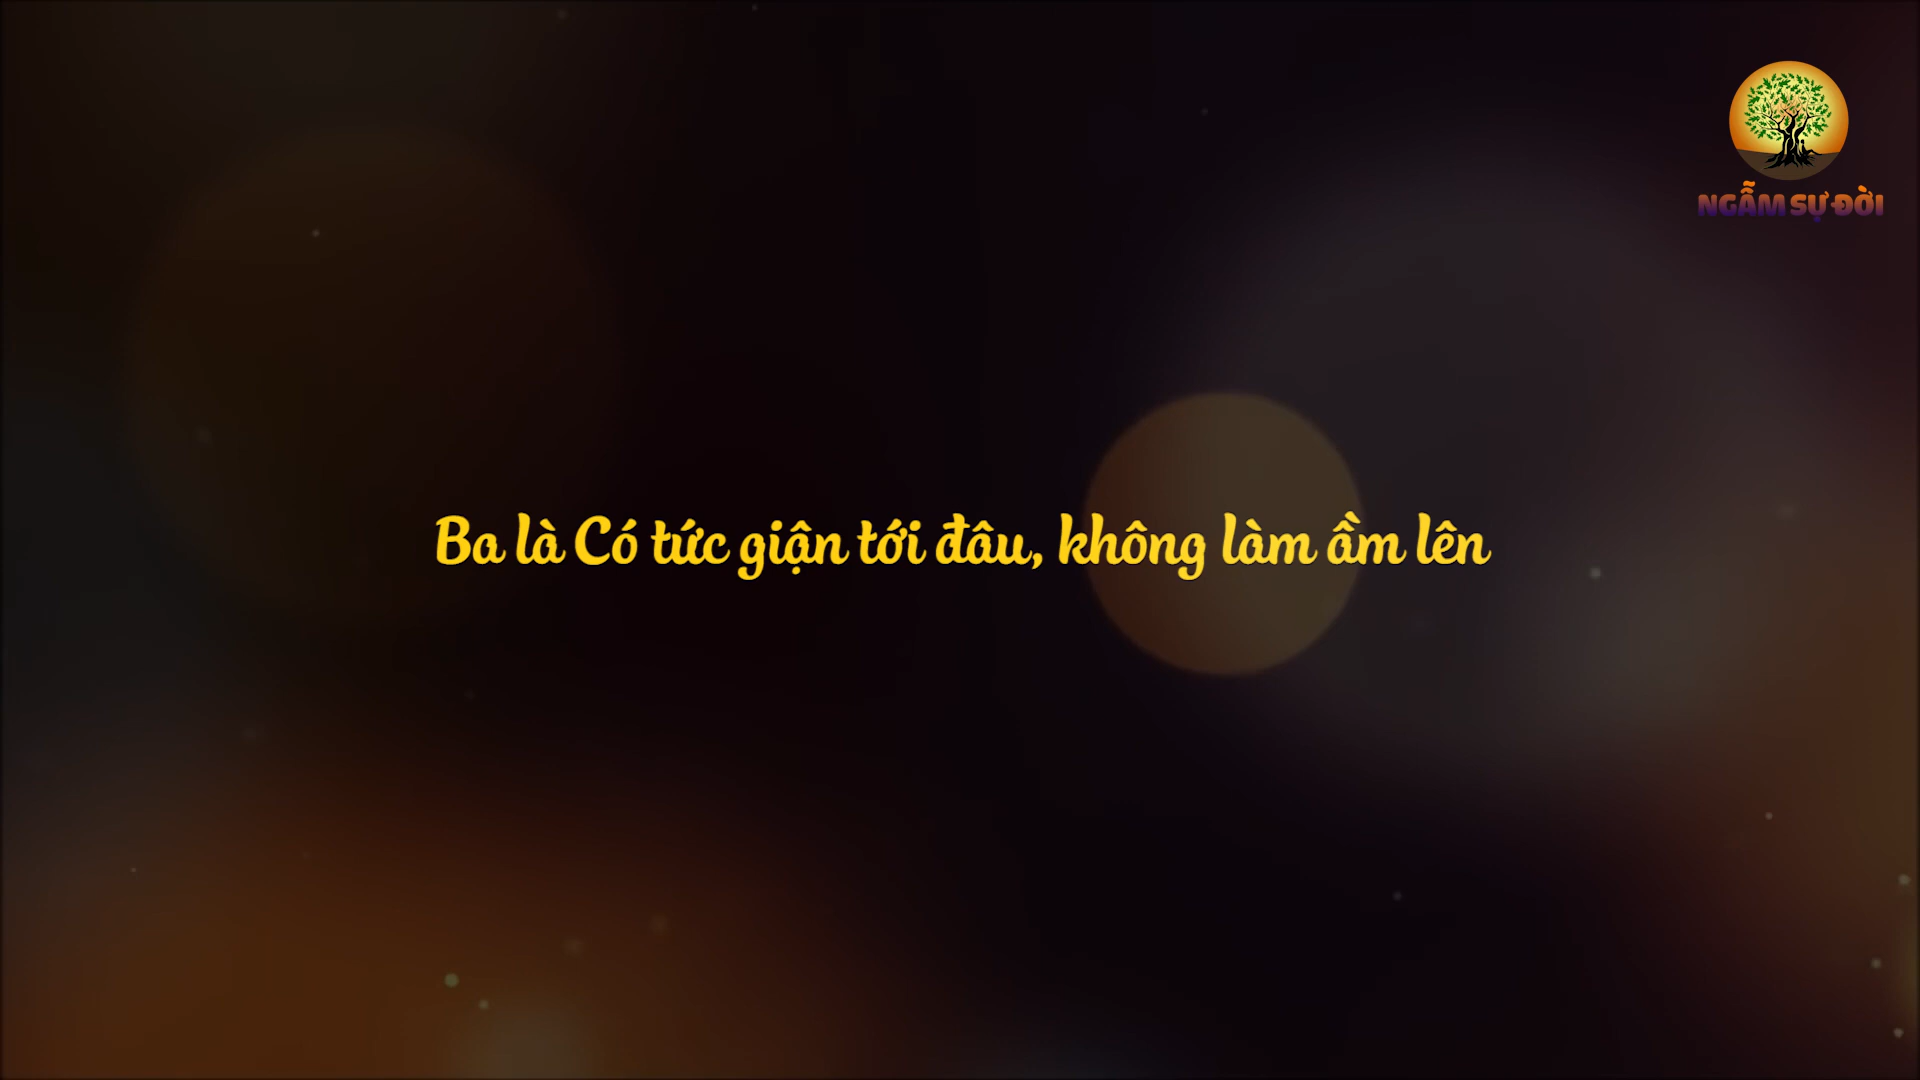 NGẪM SỰ ĐỜI
Ba là Có tức giận tới đâu, không làm ầm lên